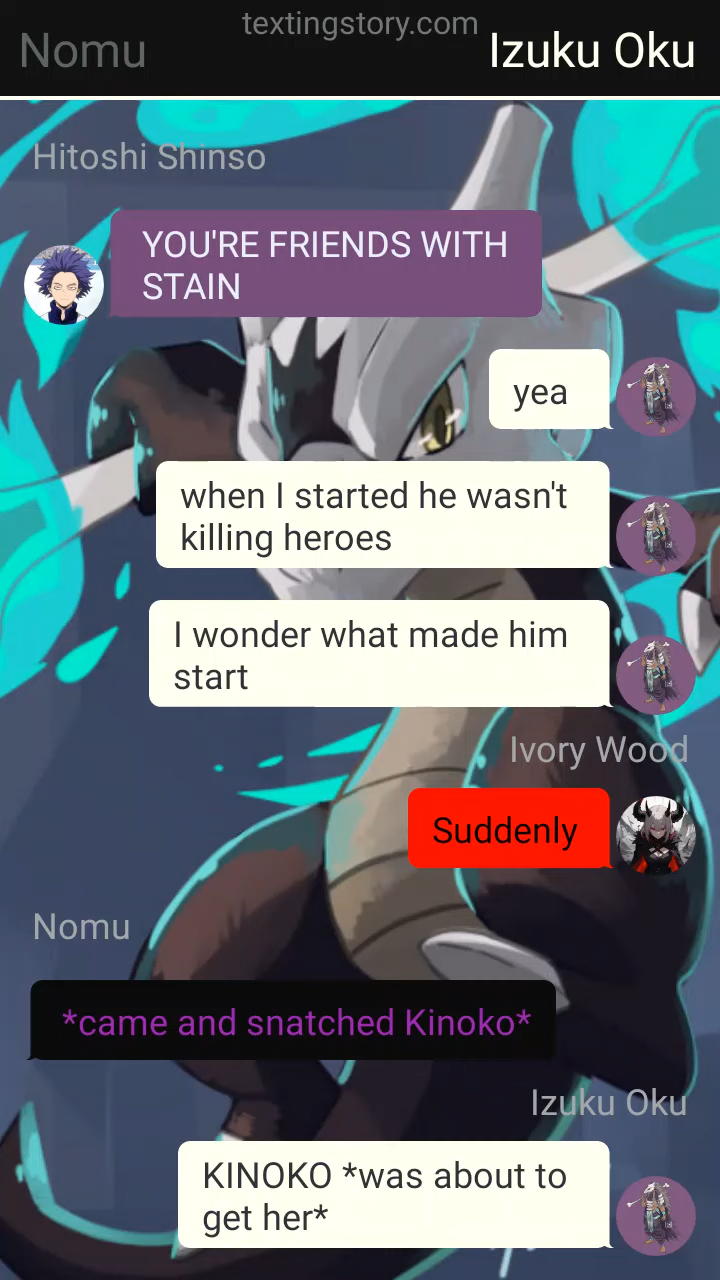 textingstory.com
Nomu
Izuku Oku
Hitoshi Shinso
YOU'RE FRIENDS WITH
STAIN
yea
when I started he wasn't
killing heroes
I wonder what made him
start
Ivory Wood
Suddenly
Nomu
*came and snatched Kinoko*
Izuku Oku
KINOKO *was about to
get her*